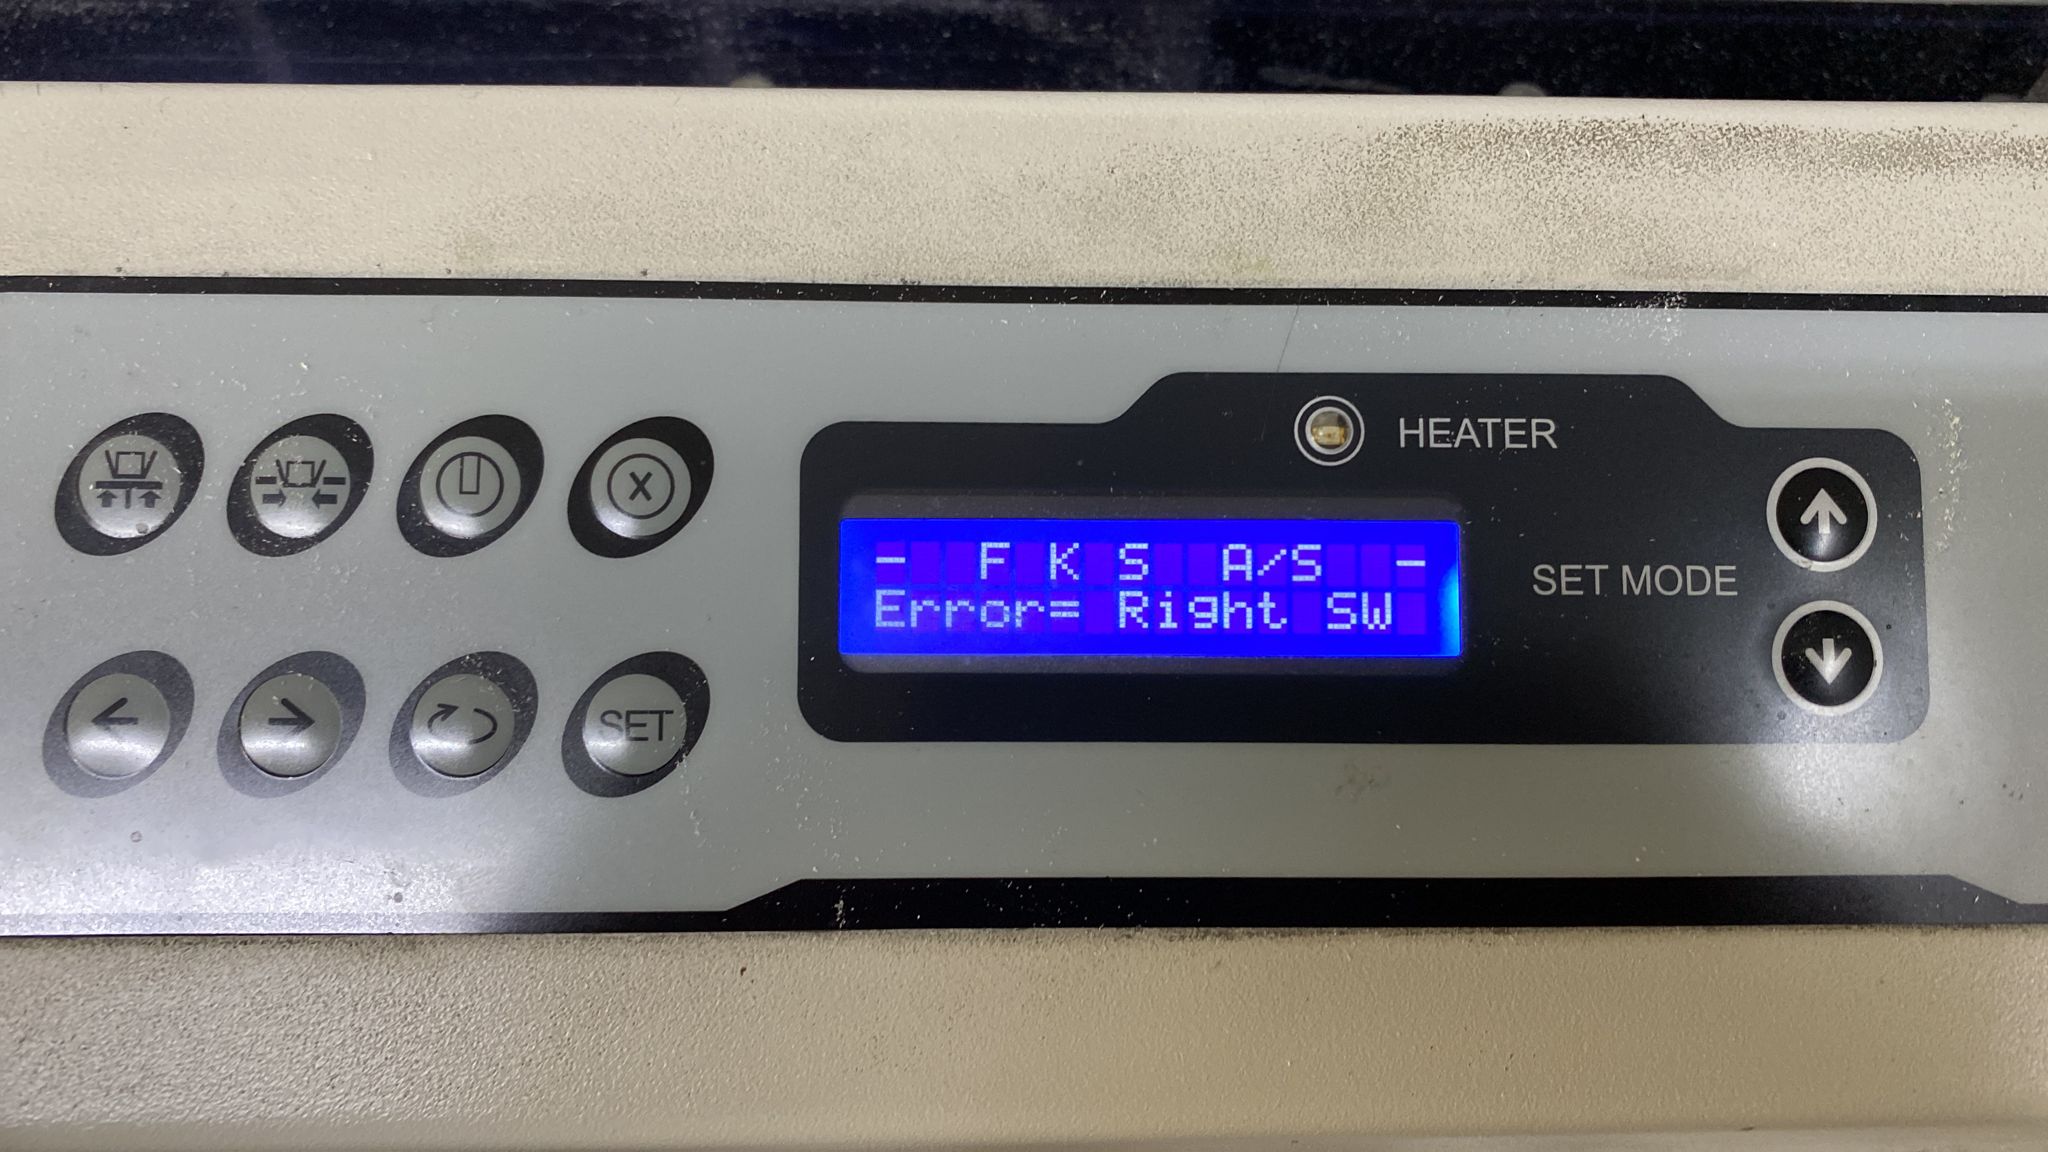 HEATER
- F K S A/S -
Error= Right SW
SET MODE
X
SET